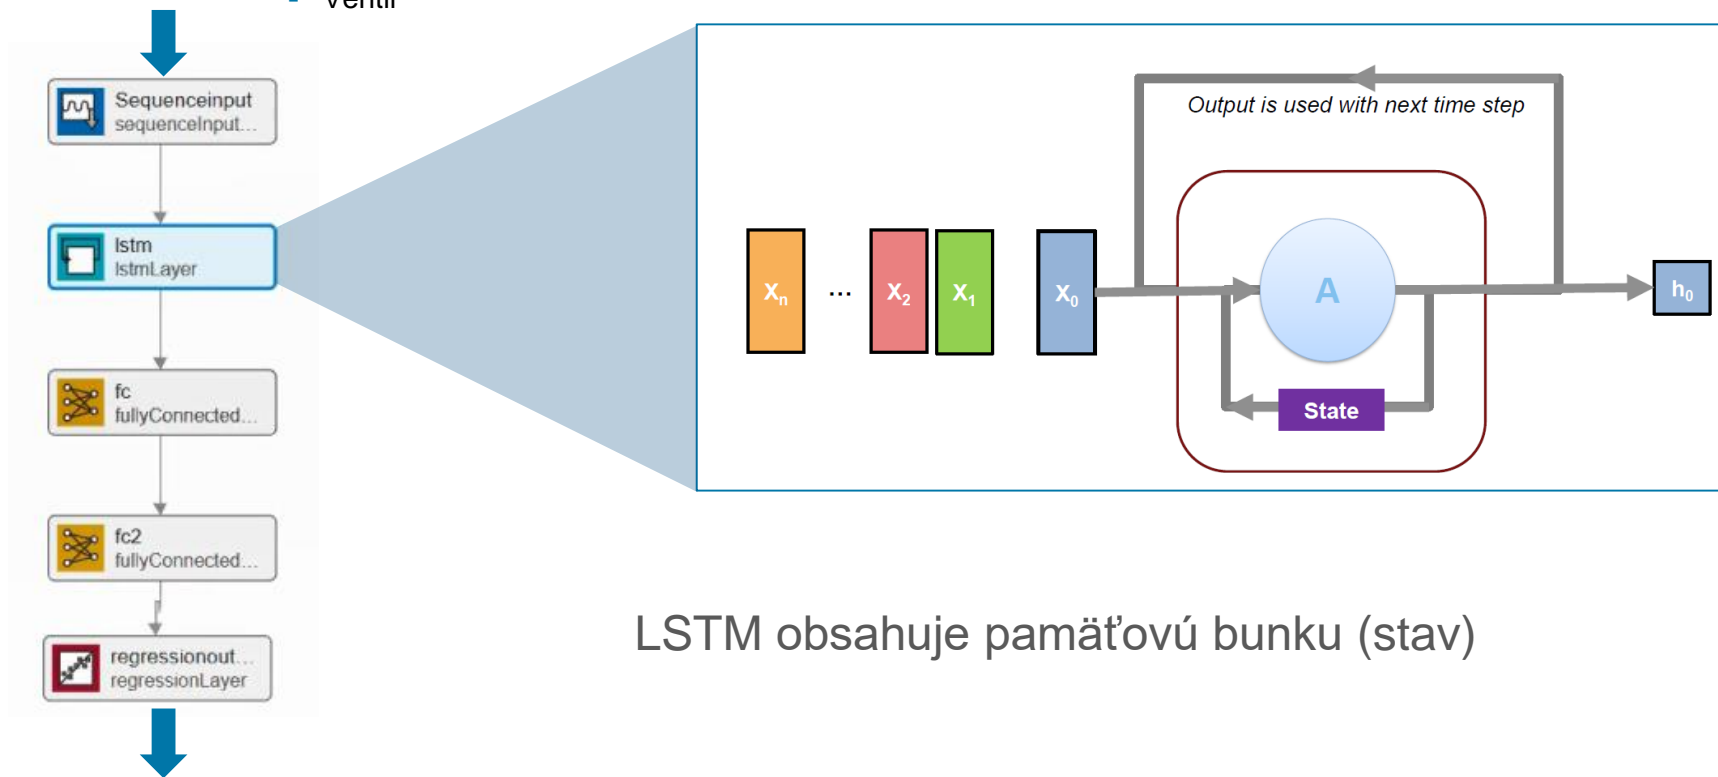 - Ventil
Sequenceinput
sequenceInput...
lstm
lstmLayer
fc
fullyConnected...
fc2
fullyConnected...
regressionout...
regressionLayer
Output is used with next time step
Xn ... X2 X1 X0 A h0
State
LSTM obsahuje pamäťovú bunku (stav)